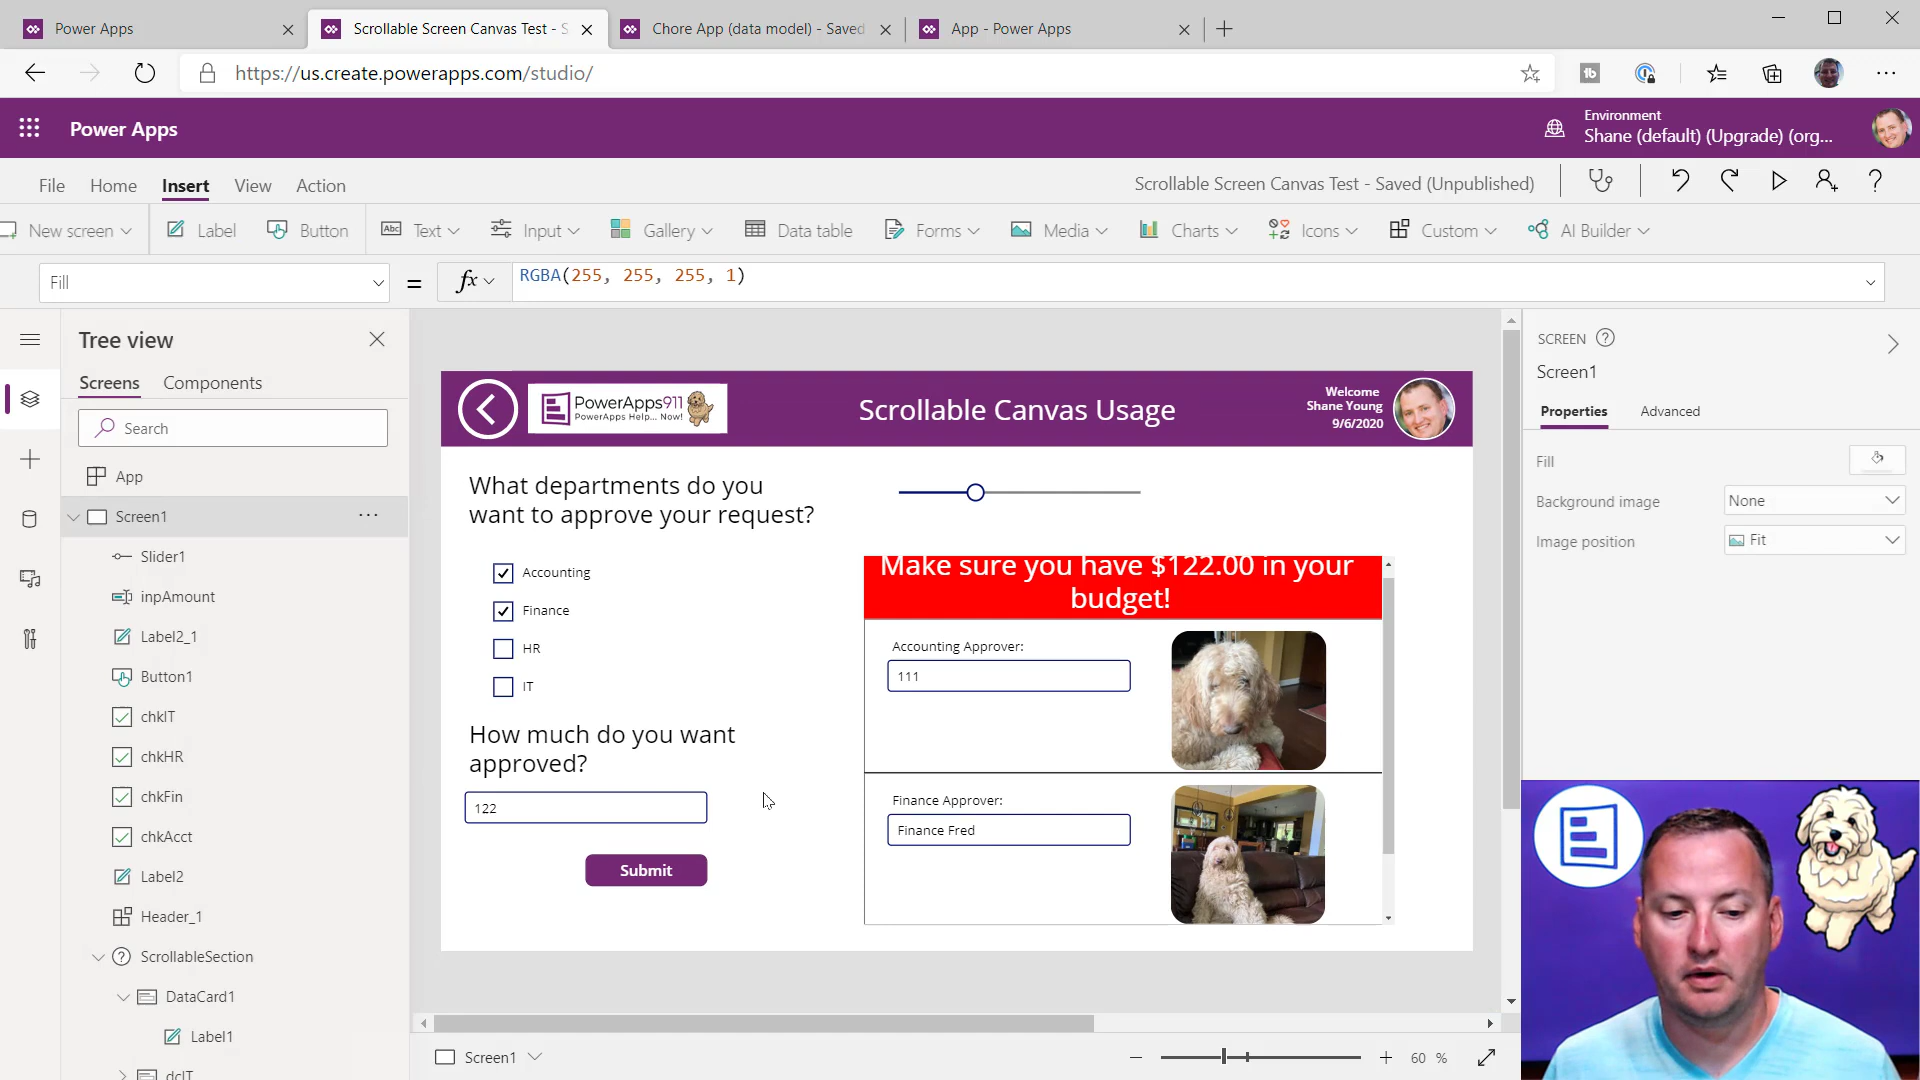 Power Apps
Scrollable Screen Canvas Test - S
Chore App (data model) - Saved
App - Power Apps
https://us.create.powerapps.com/studio/
Power Apps
Environment
Shane (default) (Upgrade) (org...
File
Home
Insert
View
Action
Scrollable Screen Canvas Test - Saved (Unpublished)
New screen
Label
Button
Abc
Text
Input
Gallery
Data table
Forms
Media
Charts
Icons
Custom
AI Builder
Fill
=
fx
RGBA(255, 255, 255, 1)
Tree view
Screens
Components
Search
App
Screen1
Slider1
inpAmount
Label2_1
Button1
chkIT
chkHR
chkFin
chkAcct
Label2
Header_1
ScrollableSection
DataCard1
Label1
dcIT
PowerApps911
PowerApps Help... Now!
Scrollable Canvas Usage
Welcome
Shane Young
9/6/2020
What departments do you
want to approve your request?
Accounting
Finance
HR
IT
How much do you want
approved?
122
Submit
Make sure you have $122.00 in your
budget!
Accounting Approver:
111
Finance Approver:
Finance Fred
Screen1
60 %
SCREEN
Screen1
Properties
Advanced
Fill
Background image
None
Image position
Fit